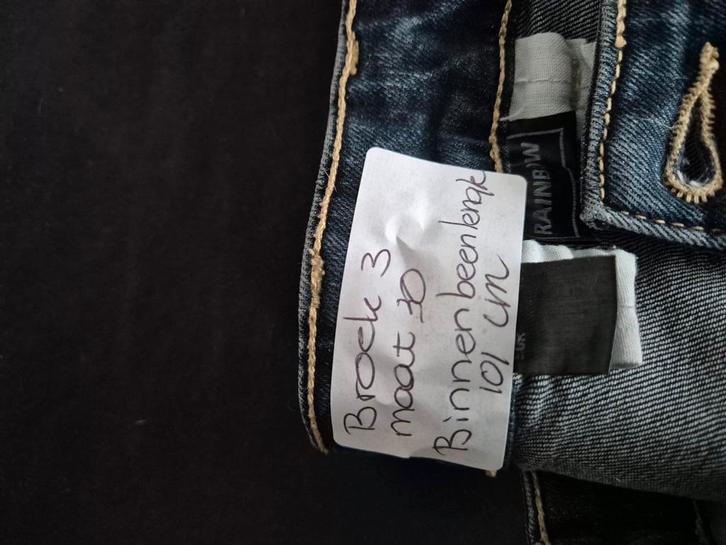 Broek 3
maat 30
Binnenbeenlengte
101 cm
RAINBOW